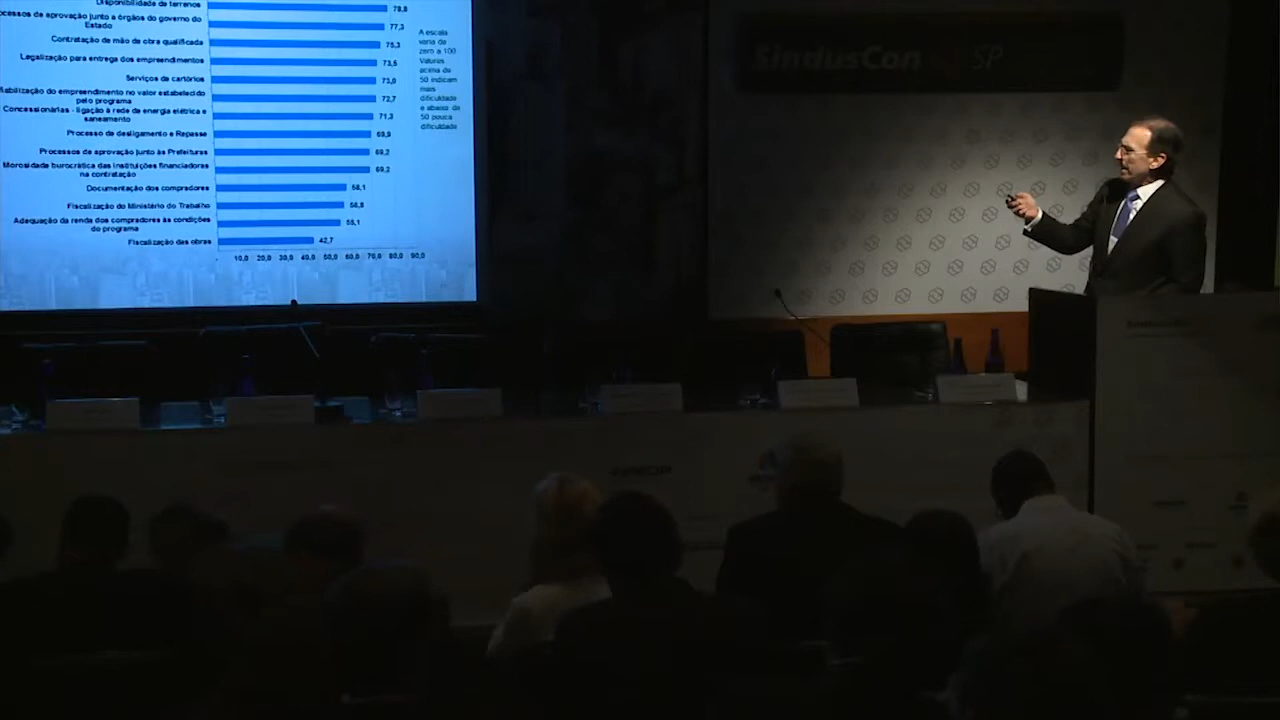 Disponibilidade de terrenos 78,8
ocessos de aprovação junto a órgãos do governo do
Estado 77,3
Contratação de mão de obra qualificada 75,3
Legalização para entrega dos empreendimentos 73,5
Serviços de cartórios 73,0
abilização do empreendimento no valor estabelecido
pelo programa 72,7
Concessionárias - ligação à rede da energia elétrica e
saneamento 71,3
Processo de desligamento e Repasse 69,9
Processos de aprovação junto às Prefeituras 69,2
Morosidade burocrática das instituições financiadoras
na contratação 69,2
Documentação dos compradores 58,1
Fiscalização do Ministério do Trabalho
Adequação da renda dos compradores às condições
do programa 55,1
Fiscalização das obras 42,7
- 10,0 20,0 30,0 40,0 50,0 60,0 70,0 80,0 90,0
A escala
varia de
zero a 100
Valores
acima de
50 indicam
mais
dificuldade
e abaixo de
50 pouca
dificuldade
SindusCon SP